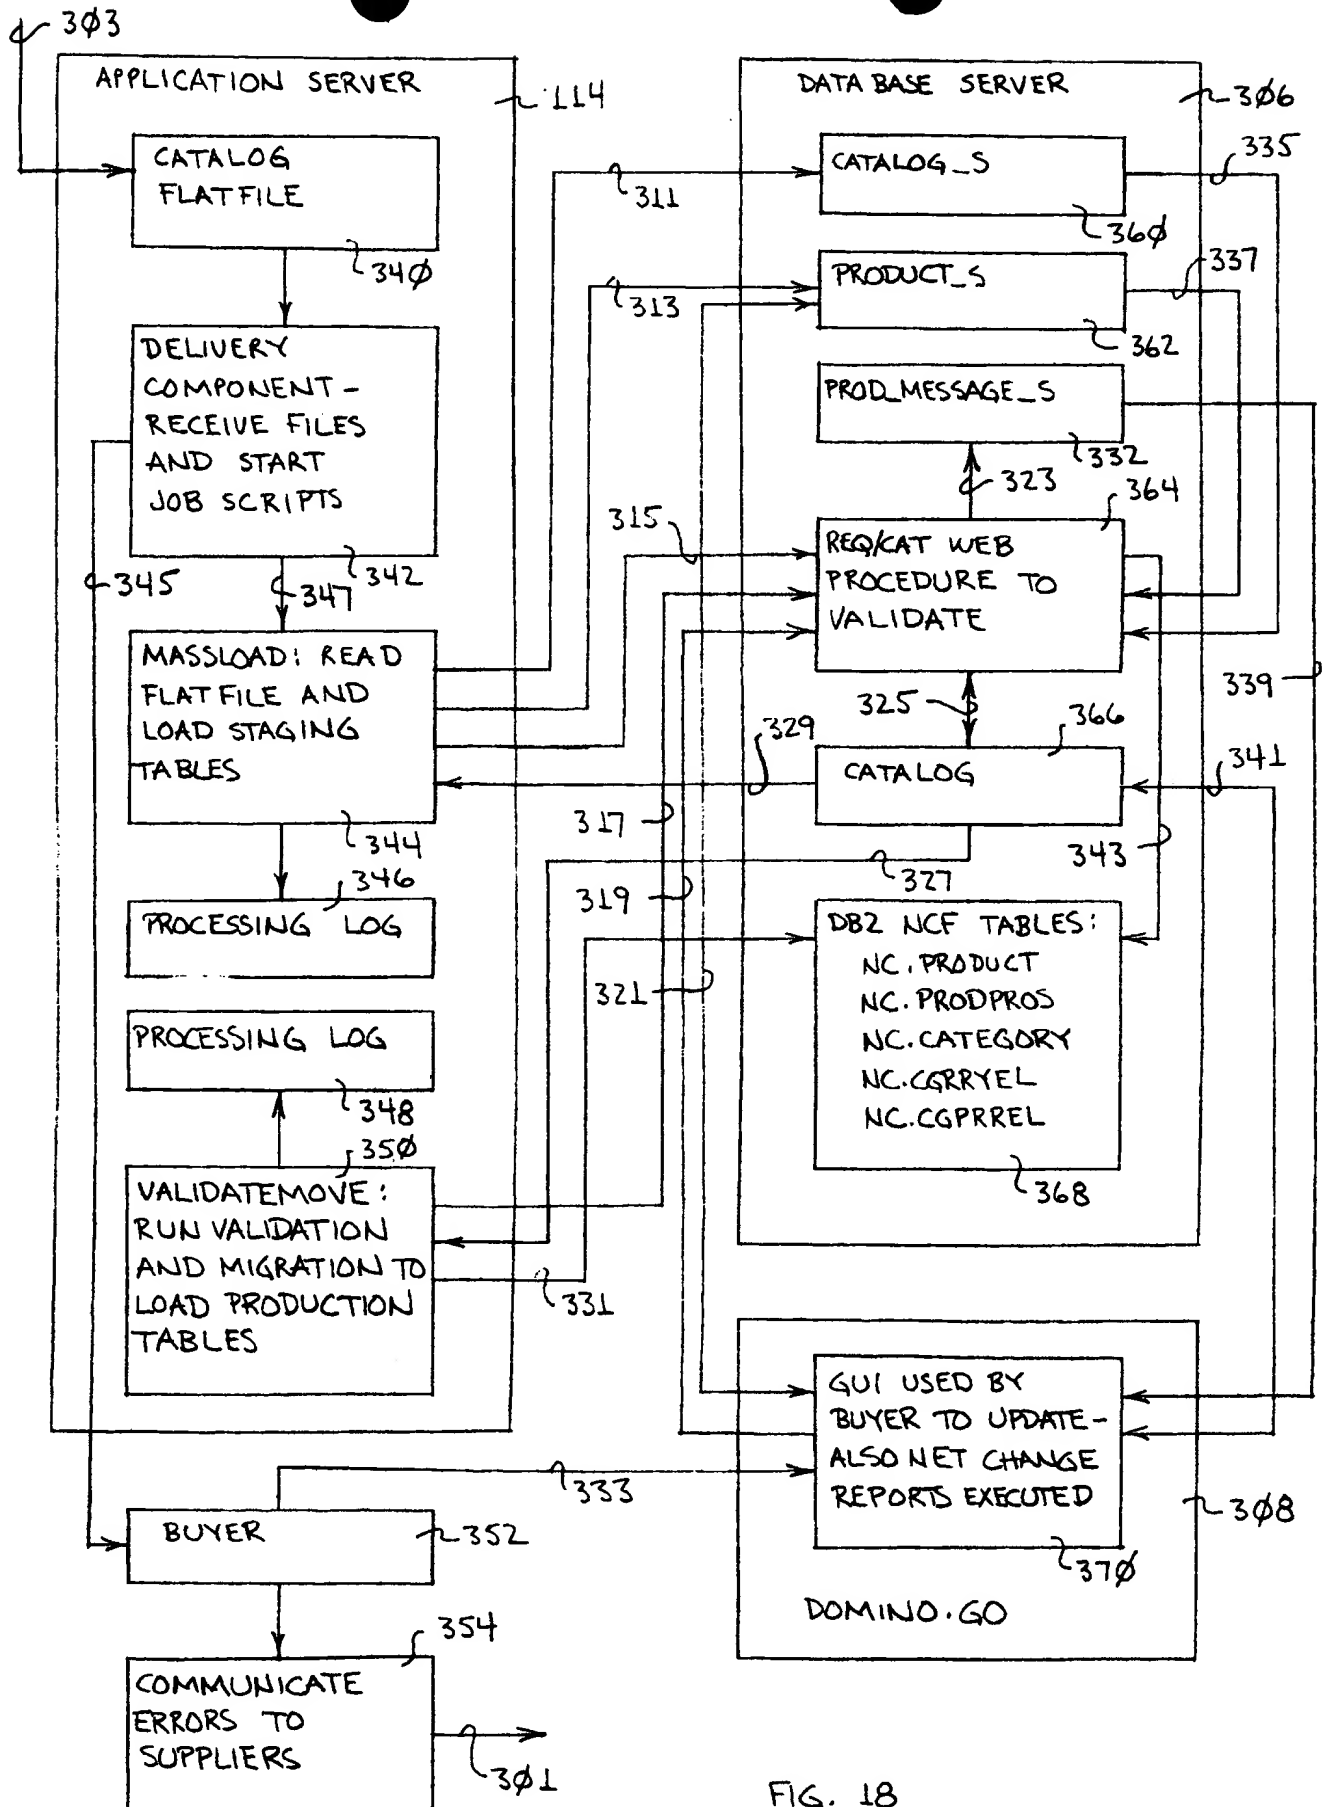 303
APPLICATION SERVER
114
CATALOG
FLATFILE
340
DELIVERY
COMPONENT -
RECEIVE FILES
AND START
JOB SCRIPTS
342
345
347
MASSLOAD: READ
FLATFILE AND
LOAD STAGING
TABLES
344
346
PROCESSING LOG
PROCESSING LOG
348
350
VALIDATEMOVE:
RUN VALIDATION
AND MIGRATION TO
LOAD PRODUCTION
TABLES
BUYER
352
354
COMMUNICATE
ERRORS TO
SUPPLIERS
301
311
313
315
329
317
327
319
321
331
333
DATABASE SERVER
306
335
CATALOG_S
360
337
PRODUCT_S
362
PROD_MESSAGE_S
332
323
364
REQ/CAT WEB
PROCEDURE TO
VALIDATE
339
325
366
CATALOG
341
343
DB2 NCF TABLES:
NC.PRODUCT
NC.PRODPROS
NC.CATEGORY
NC.CGRRYEL
NC.CGPRREL
368
GUI USED BY
BUYER TO UPDATE-
ALSO NET CHANGE
REPORTS EXECUTED
308
370
DOMINO.GO
FIG. 18